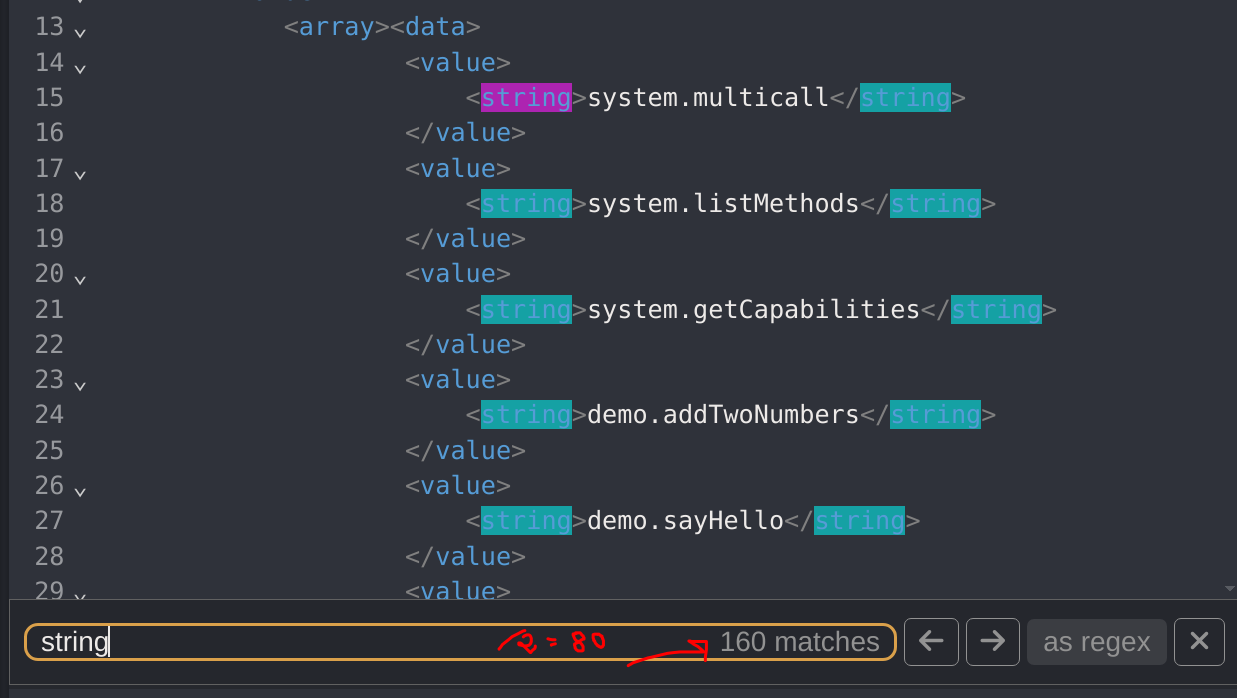 13 <array><data>
14 <value>
15 <string>system.multicall</string>
16 </value>
17 <value>
18 <string>system.listMethods</string>
19 </value>
20 <value>
21 <string>system.getCapabilities</string>
22 </value>
23 <value>
24 <string>demo.addTwoNumbers</string>
25 </value>
26 <value>
27 <string>demo.sayHello</string>
28 </value>
29 <value>
string /2 = 80 160 matches ← → as regex ✕